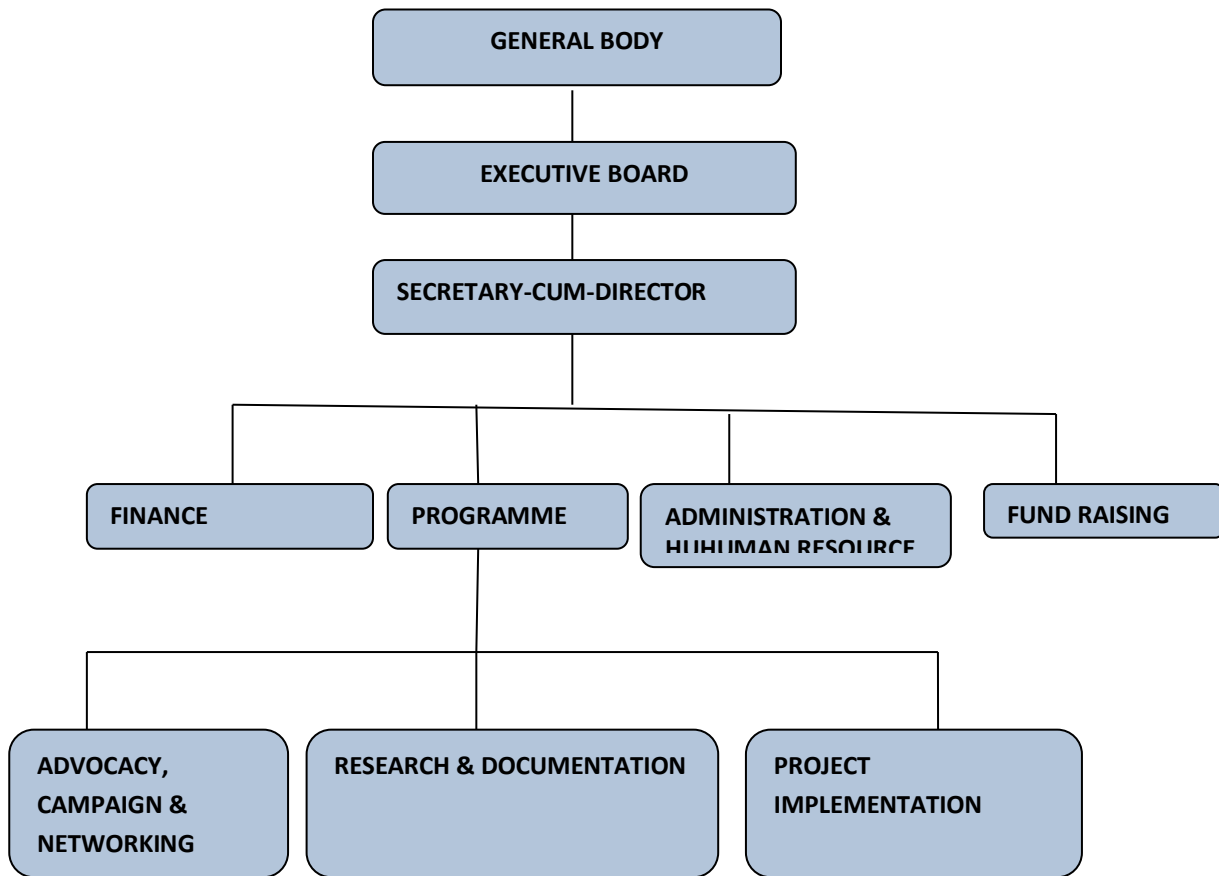 GENERAL BODY
EXECUTIVE BOARD
SECRETARY-CUM-DIRECTOR
FINANCE
PROGRAMME
ADMINISTRATION &
HUHUMAN RESOURCE
FUND RAISING
ADVOCACY,
CAMPAIGN &
NETWORKING
RESEARCH & DOCUMENTATION
PROJECT
IMPLEMENTATION